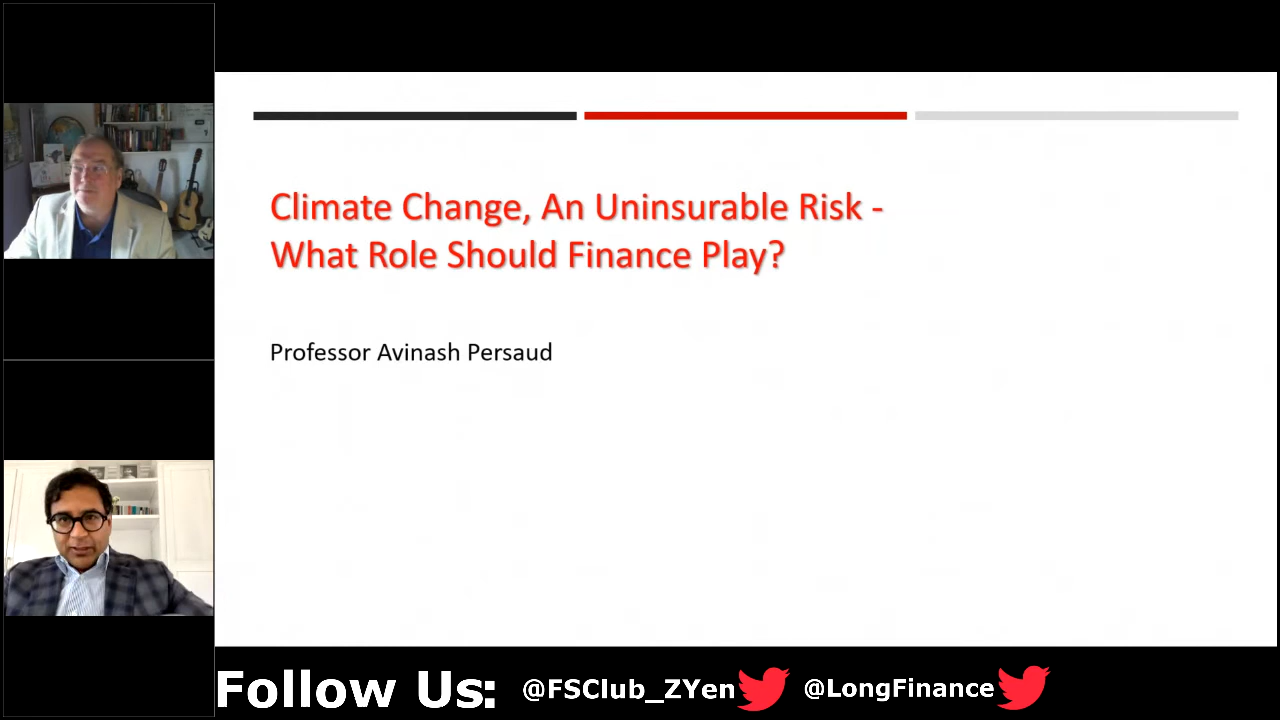 Climate Change, An Uninsurable Risk -
What Role Should Finance Play?
Professor Avinash Persaud
Follow Us: @FSClub_ZYen @LongFinance